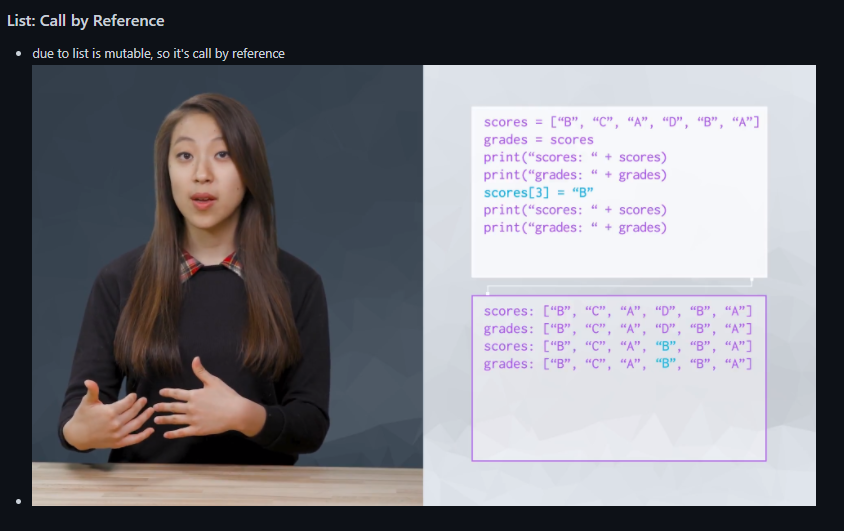 List: Call by Reference
due to list is mutable, so it's call by reference
scores = [“B”, “C”, “A”, “D”, “B”, “A”]
grades = scores
print(“scores: “ + scores)
print(“grades: “ + grades)
scores[3] = “B”
print(“scores: “ + scores)
print(“grades: “ + grades)
scores: [“B”, “C”, “A”, “D”, “B”, “A”]
grades: [“B”, “C”, “A”, “D”, “B”, “A”]
scores: [“B”, “C”, “A”, “B”, “B”, “A”]
grades: [“B”, “C”, “A”, “B”, “B”, “A”]